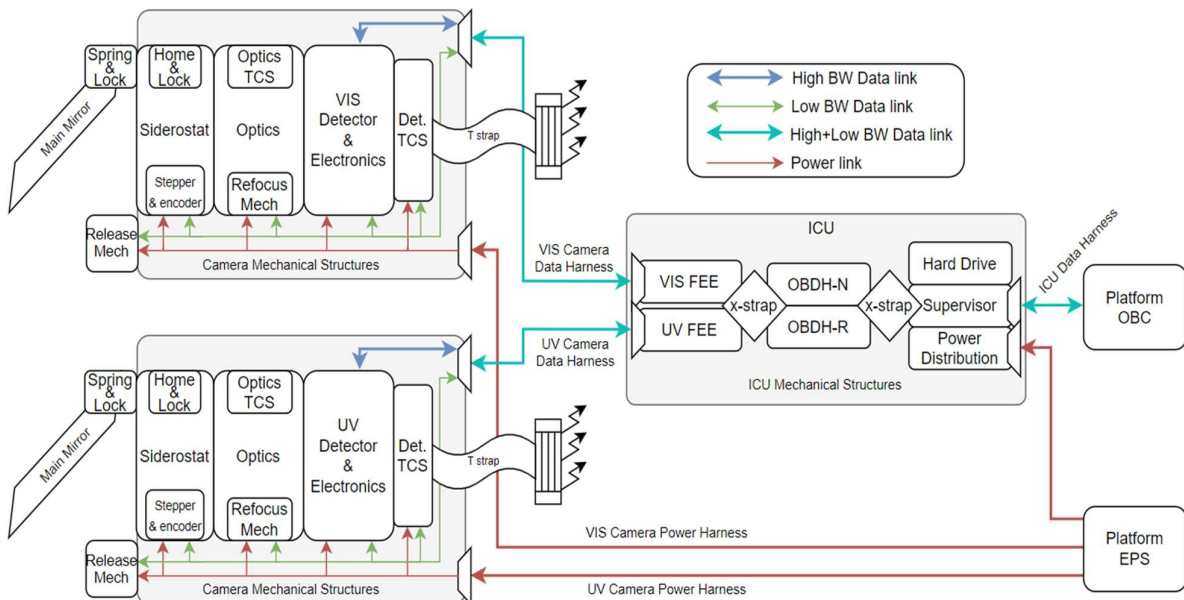 Spring
& Lock
Home
& Lock
Optics
TCS
Main Mirror
Siderostat
Optics
VIS
Detector
&
Electronics
Det.
TCS
T strap
Stepper
& encoder
Refocus
Mech
Release
Mech
Camera Mechanical Structures
High BW Data link
Low BW Data link
High+Low BW Data link
Power link
VIS Camera
Data Harness
UV Camera
Data Harness
ICU
VIS FEE
UV FEE
x-strap
OBDH-N
OBDH-R
x-strap
Hard Drive
Supervisor
Power
Distribution
ICU Mechanical Structures
ICU Data Harness
Platform
OBC
Spring
& Lock
Home
& Lock
Optics
TCS
Main Mirror
Siderostat
Optics
UV
Detector
&
Electronics
Det.
TCS
T strap
Stepper
& encoder
Refocus
Mech
Release
Mech
Camera Mechanical Structures
VIS Camera Power Harness
UV Camera Power Harness
Platform
EPS